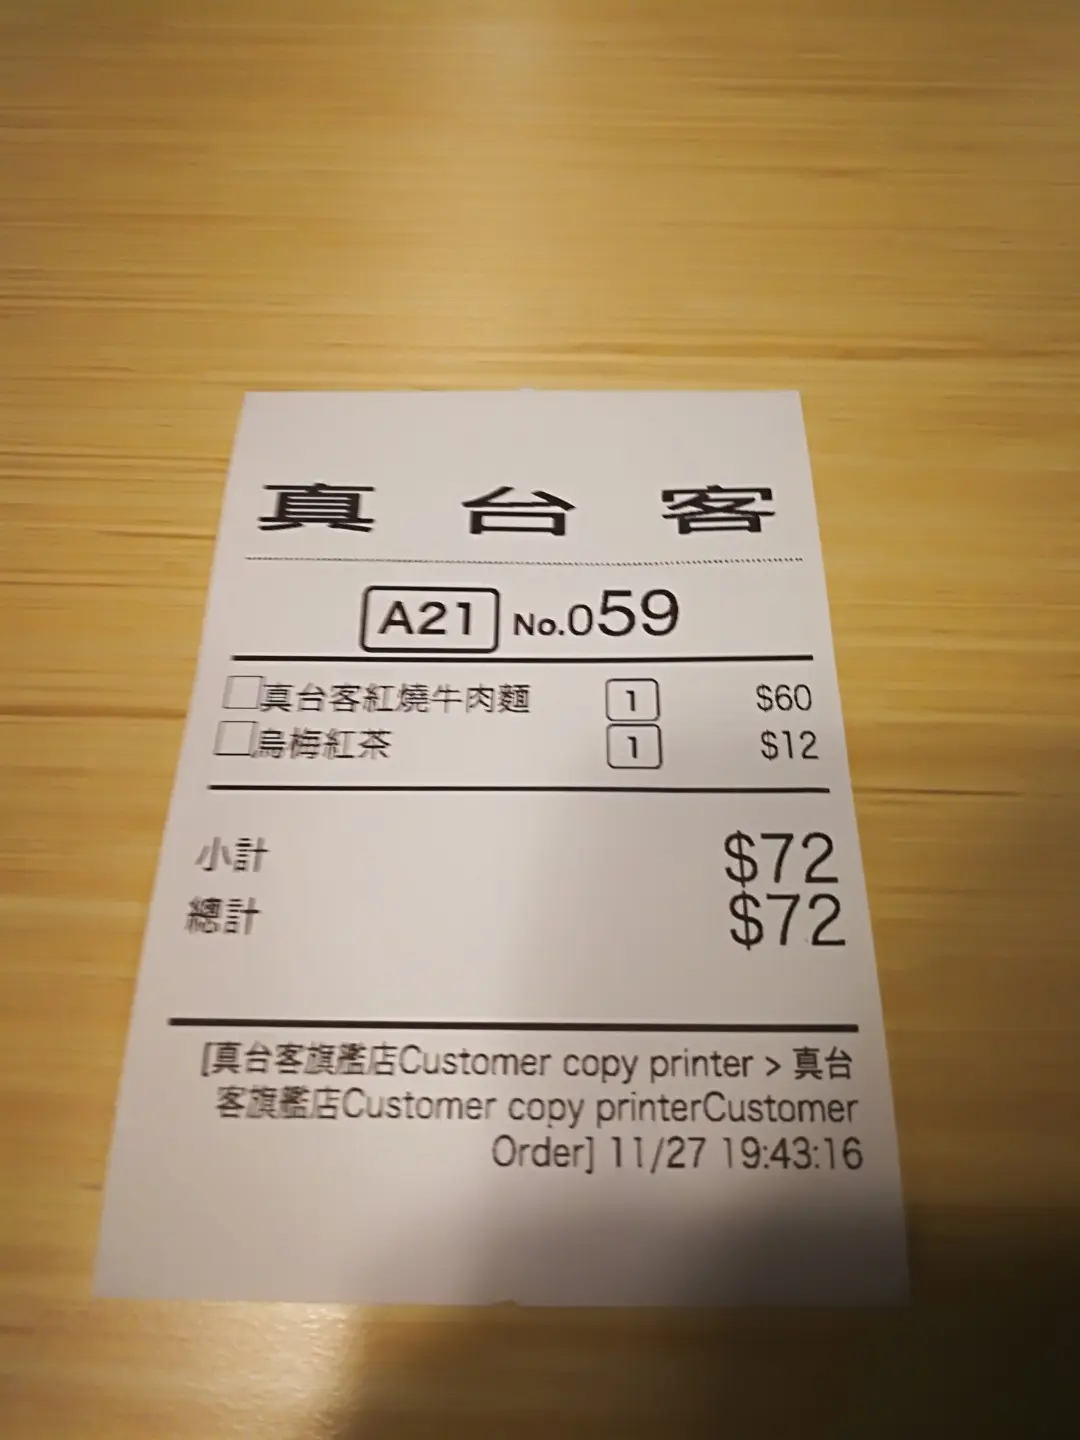 真台客
A21 No.059
真台客紅燒牛肉麵 1 $60
烏梅紅茶 1 $12
小計 $72
總計 $72
[真台客旗艦店Customer copy printer > 真台
客旗艦店Customer copy printerCustomer
Order] 11/27 19:43:16